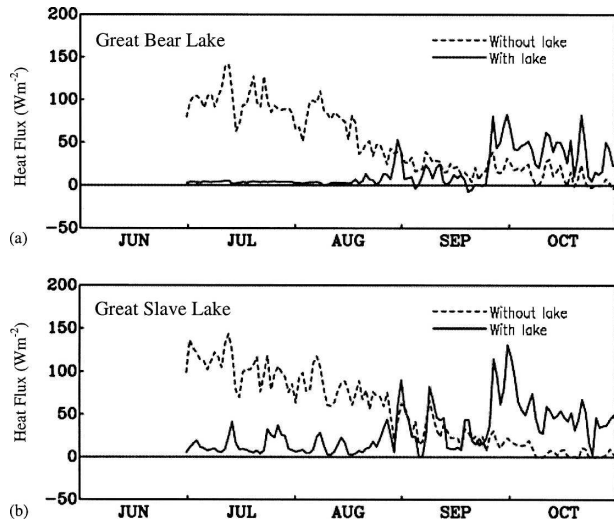 200
Great Bear Lake
Without lake
With lake
150
100
50
0
−50
Heat Flux (Wm−2)
(a)
JUN JUL AUG SEP OCT
200
Great Slave Lake
Without lake
With lake
150
100
50
0
−50
Heat Flux (Wm−2)
(b)
JUN JUL AUG SEP OCT